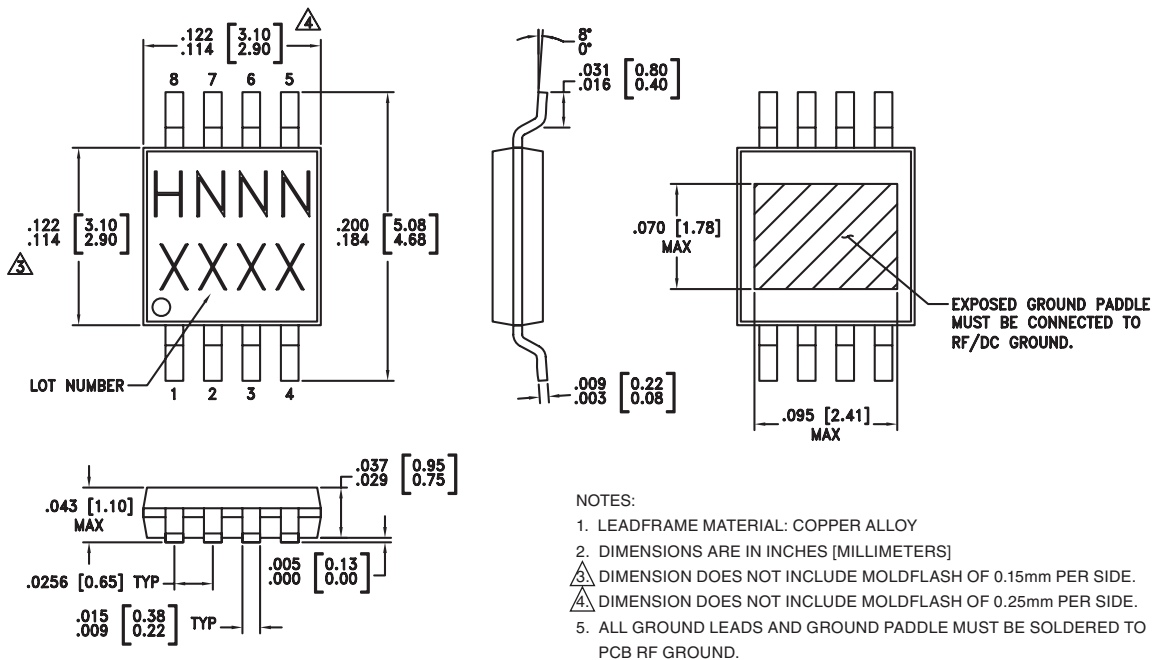 .122 [3.10]
.114 [2.90]
4
8 7 6 5
HNNN
XXXX
.122 [3.10]
.114 [2.90]
3
.200 [5.08]
.184 [4.68]
LOT NUMBER
1 2 3 4
8°
0°
.031 [0.80]
.016 [0.40]
.009 [0.22]
.003 [0.08]
.070 [1.78]
MAX
EXPOSED GROUND PADDLE
MUST BE CONNECTED TO
RF/DC GROUND.
.095 [2.41]
MAX
.043 [1.10]
MAX
.037 [0.95]
.029 [0.75]
.0256 [0.65] TYP
.005 [0.13]
.000 [0.00]
.015 [0.38]
.009 [0.22]
TYP
NOTES:
1. LEADFRAME MATERIAL: COPPER ALLOY
2. DIMENSIONS ARE IN INCHES [MILLIMETERS]
3. DIMENSION DOES NOT INCLUDE MOLDFLASH OF 0.15mm PER SIDE.
4. DIMENSION DOES NOT INCLUDE MOLDFLASH OF 0.25mm PER SIDE.
5. ALL GROUND LEADS AND GROUND PADDLE MUST BE SOLDERED TO
PCB RF GROUND.